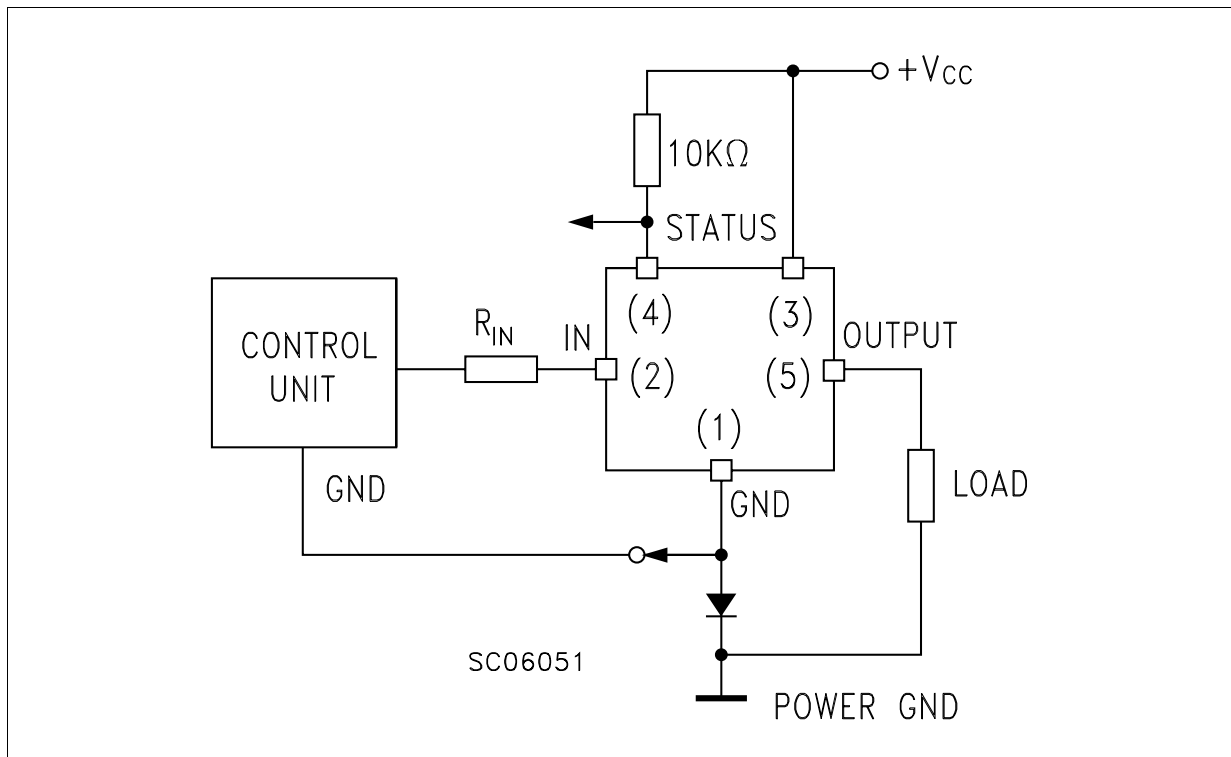 +VCC
10KΩ
STATUS
(4)
(3)
RIN
IN
OUTPUT
CONTROL
UNIT
(2)
(5)
(1)
GND
GND
LOAD
SC06051
POWER GND